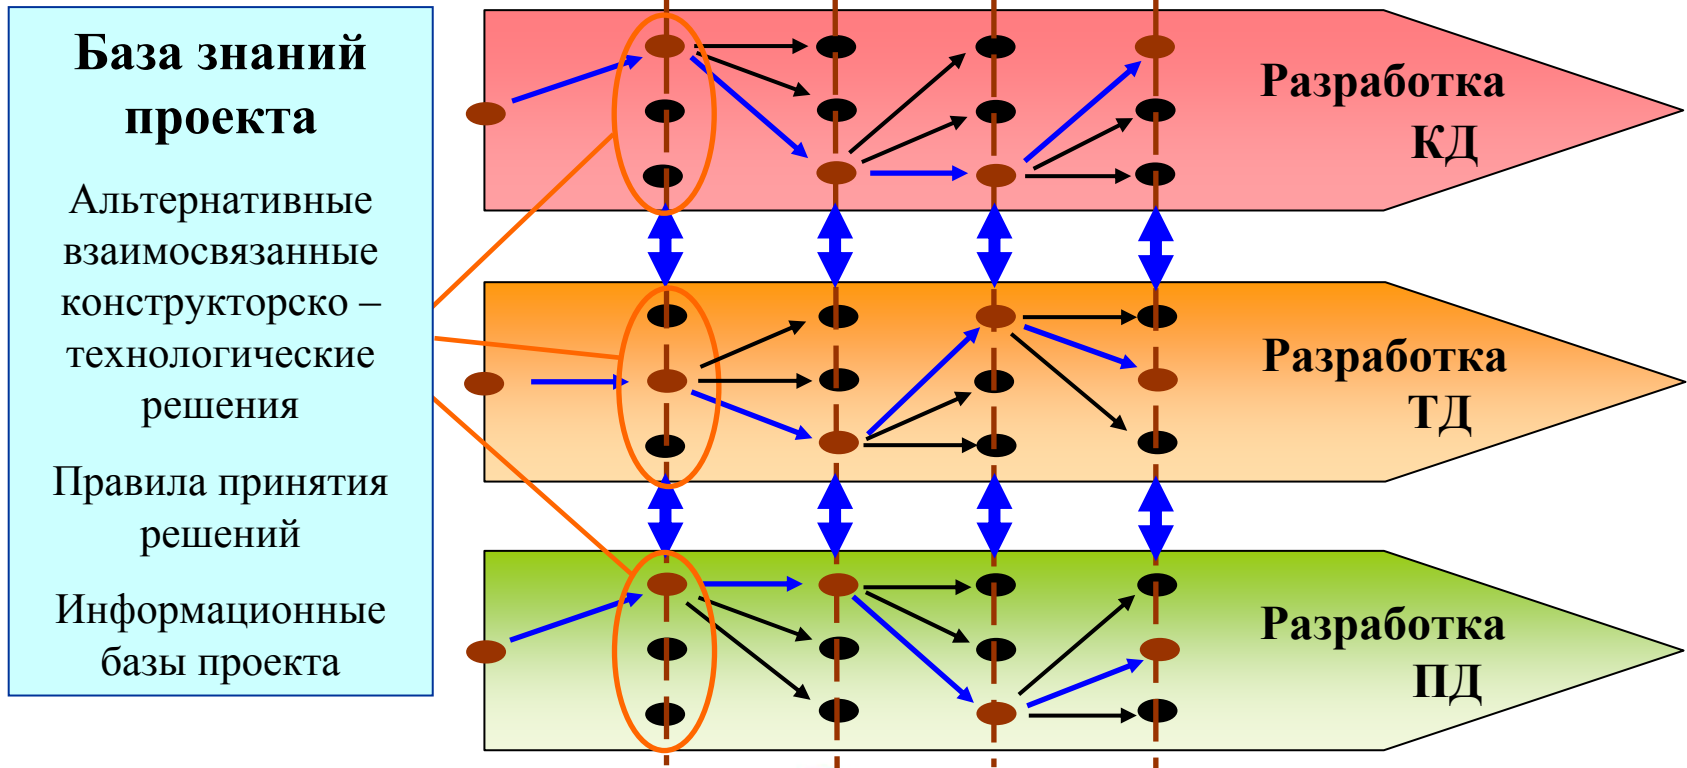 База знаний
проекта
Альтернативные
взаимосвязанные
конструкторско –
технологические
решения
Правила принятия
решений
Информационные
базы проекта
Разработка
КД
Разработка
ТД
Разработка
ПД